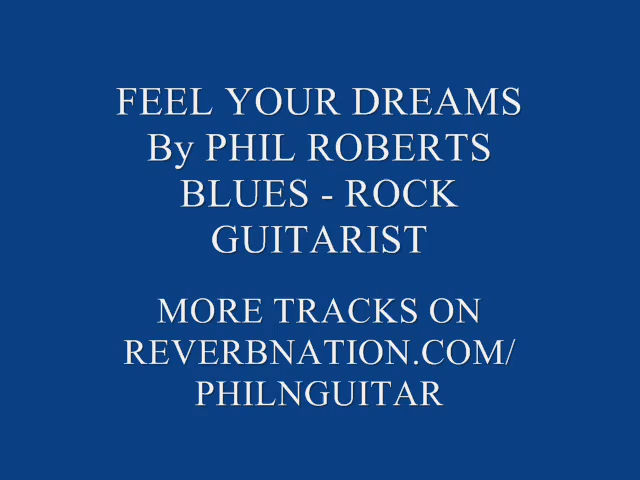 FEEL YOUR DREAMS
By PHIL ROBERTS
BLUES - ROCK
GUITARIST
MORE TRACKS ON
REVERBNATION.COM/
PHILNGUITAR